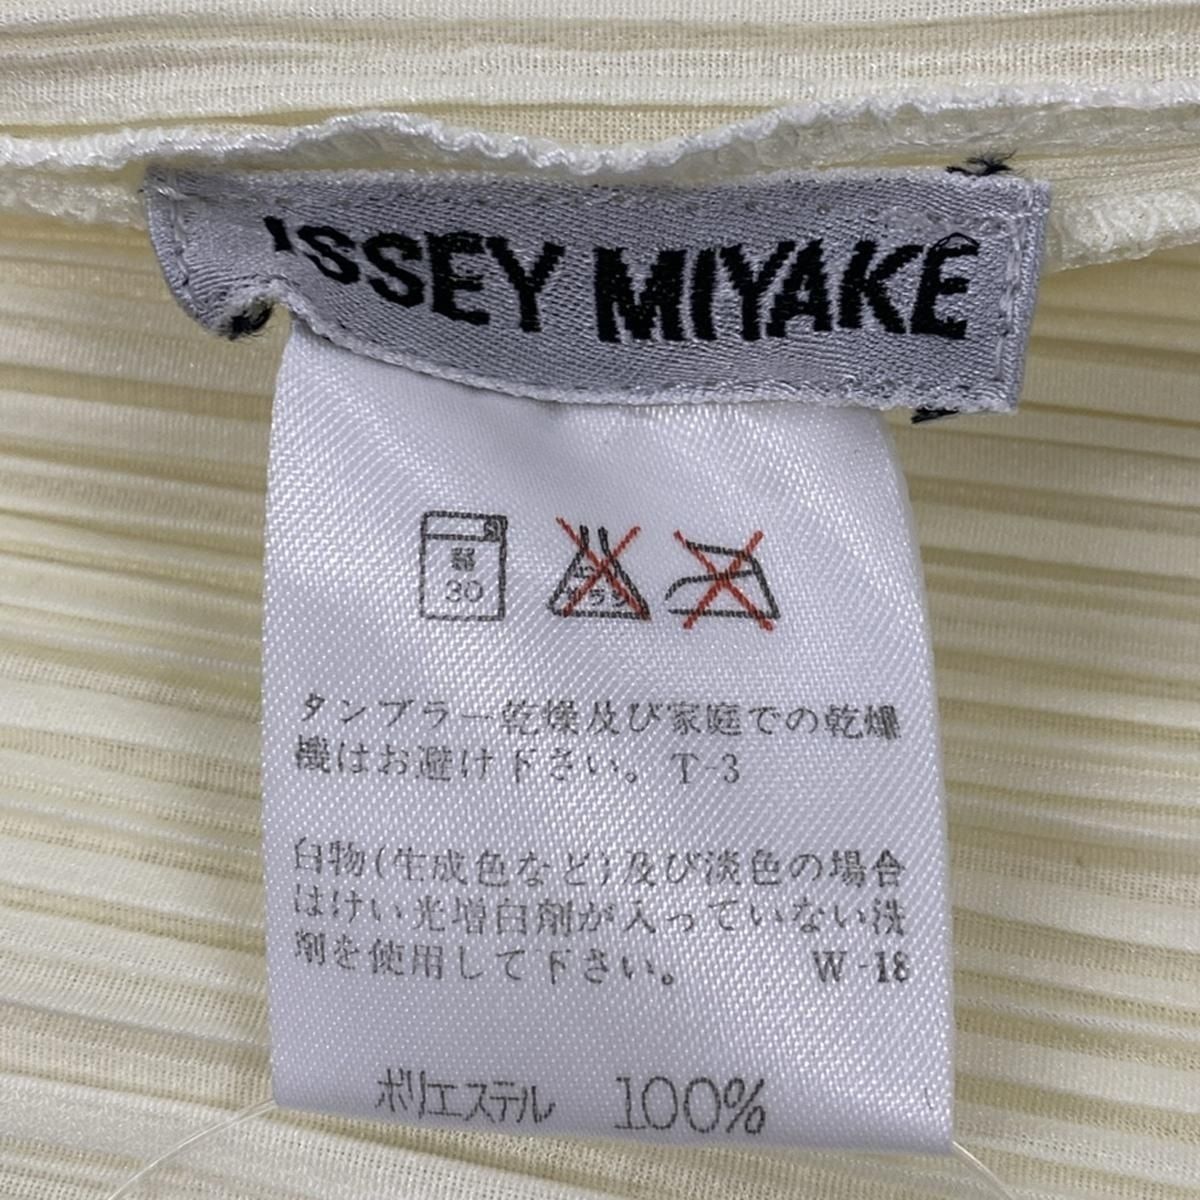 ISSEY MIYAKE
弱
30
タンブラー乾燥及び家庭での乾燥
機はお避け下さい。T-3
白物(生成色など)及び淡色の場合
はけい光増白剤が入っていない洗
剤を使用して下さい。 W-18
ポリエステル 100%